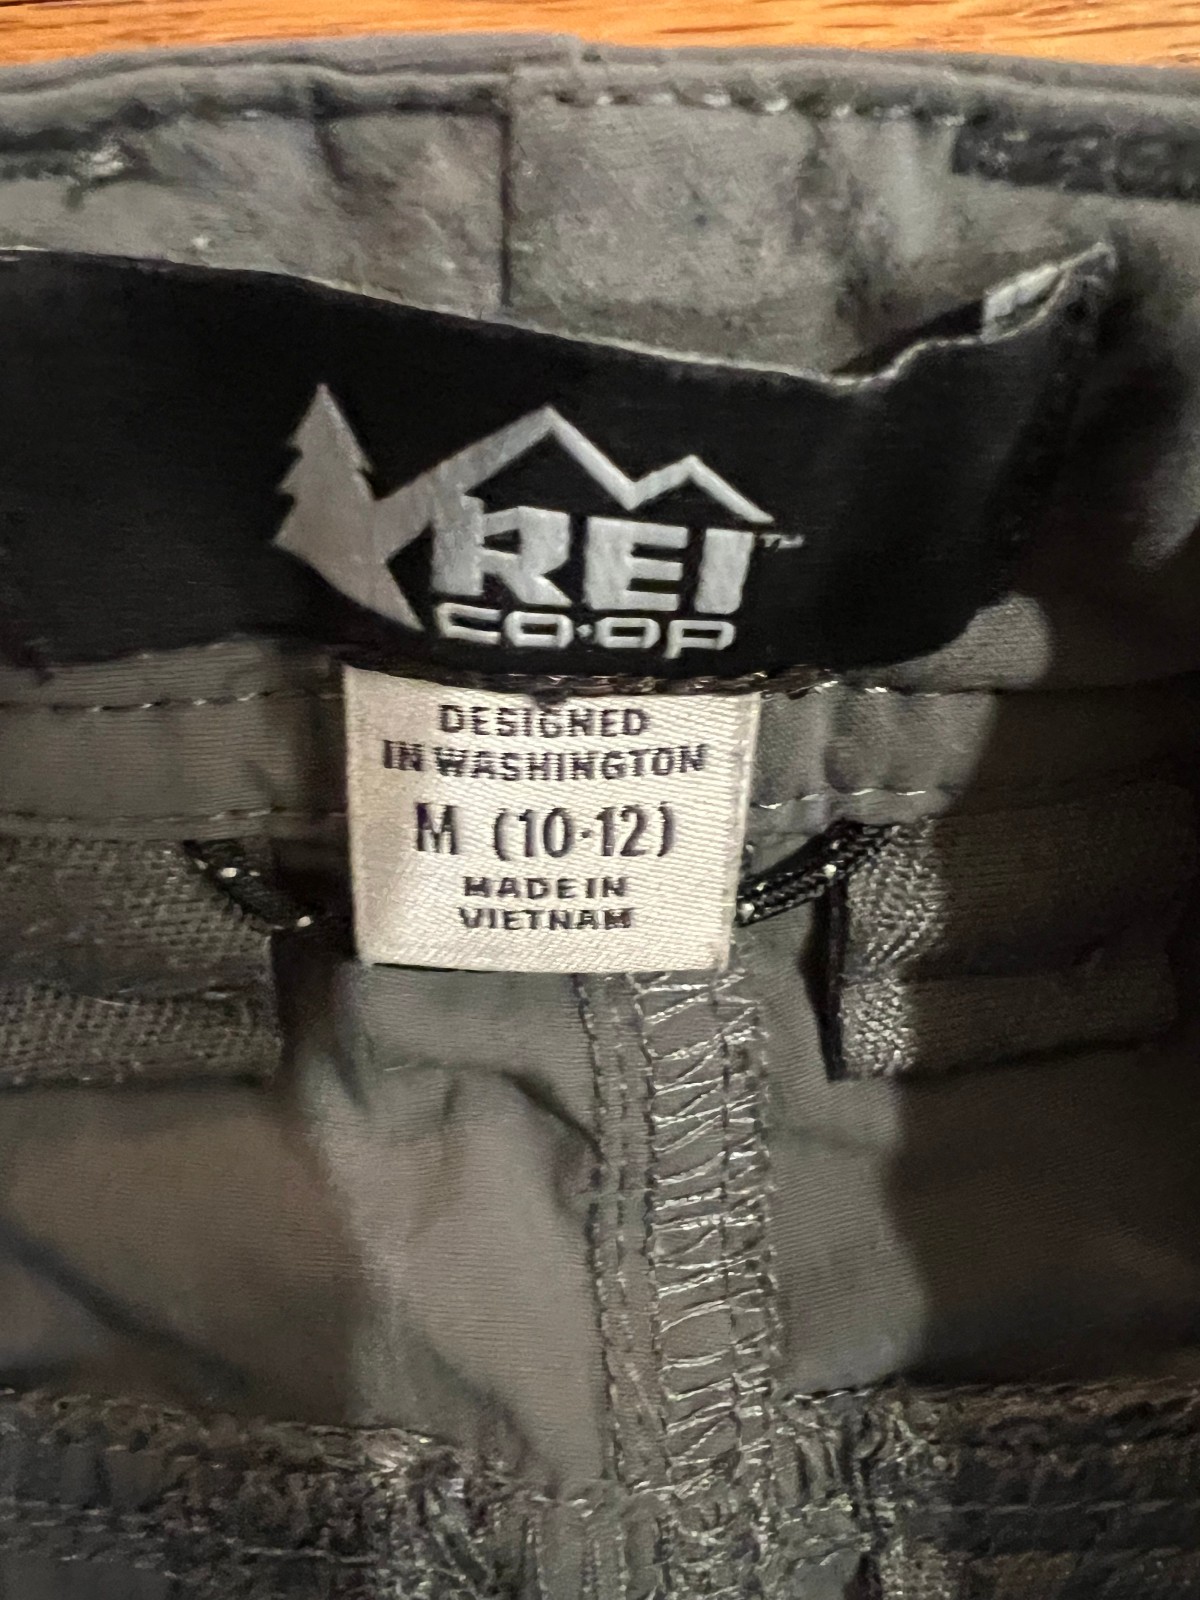 REI™
CO·OP
DESIGNED
IN WASHINGTON
M (10-12)
MADE IN
VIETNAM